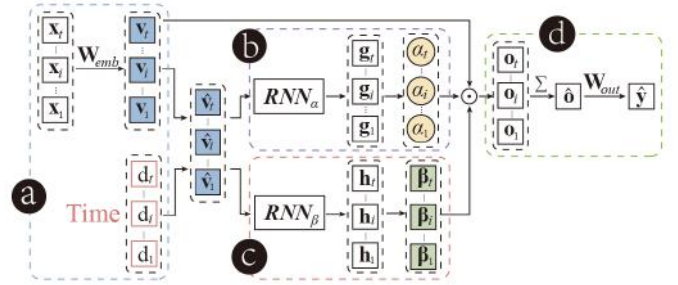 x_t
x_i
x_1
W_emb
v_t
v_i
v_1
Time
d_t
d_i
d_1
a
v̂_t
v̂_i
v̂_1
b
RNN_α
g_t
g_i
g_1
α_t
α_i
α_1
c
RNN_β
h_t
h_i
h_1
β_t
β_i
β_1
d
o_t
o_i
o_1
∑
ô
W_out
ŷ